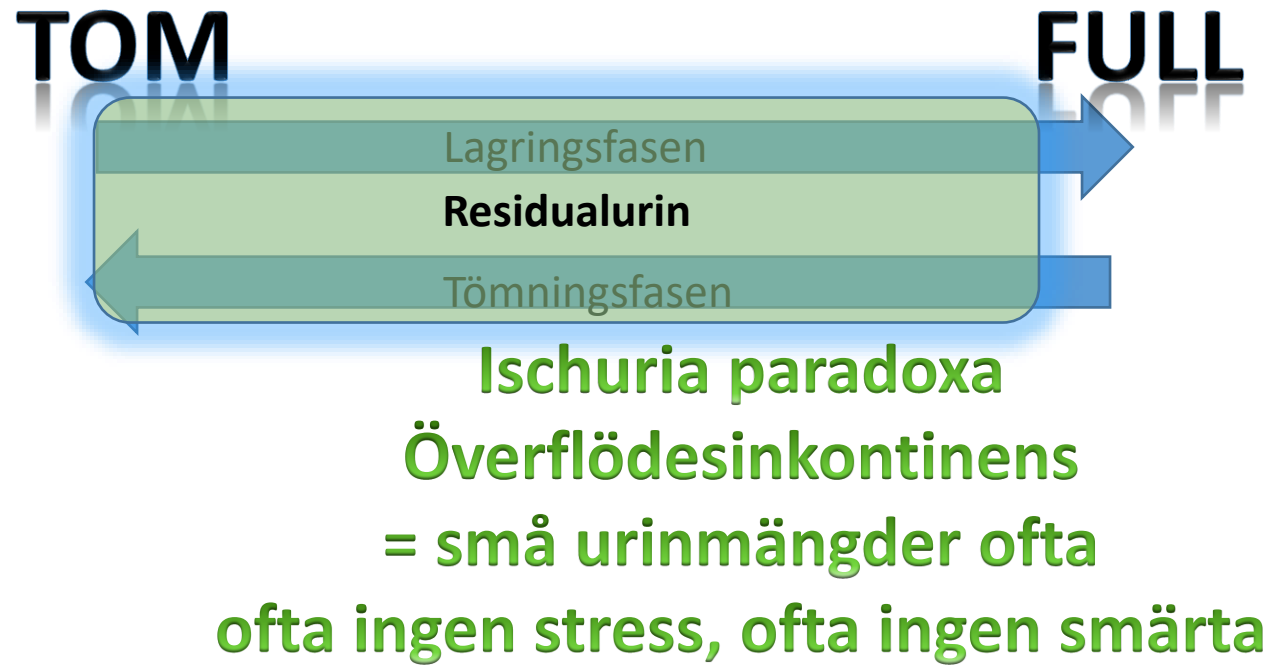 TOM
FULL
Lagringsfasen
Residualurin
Tömningsfasen
Ischuria paradoxa
Överflödesinkontinens
= små urinmängder ofta
ofta ingen stress, ofta ingen smärta